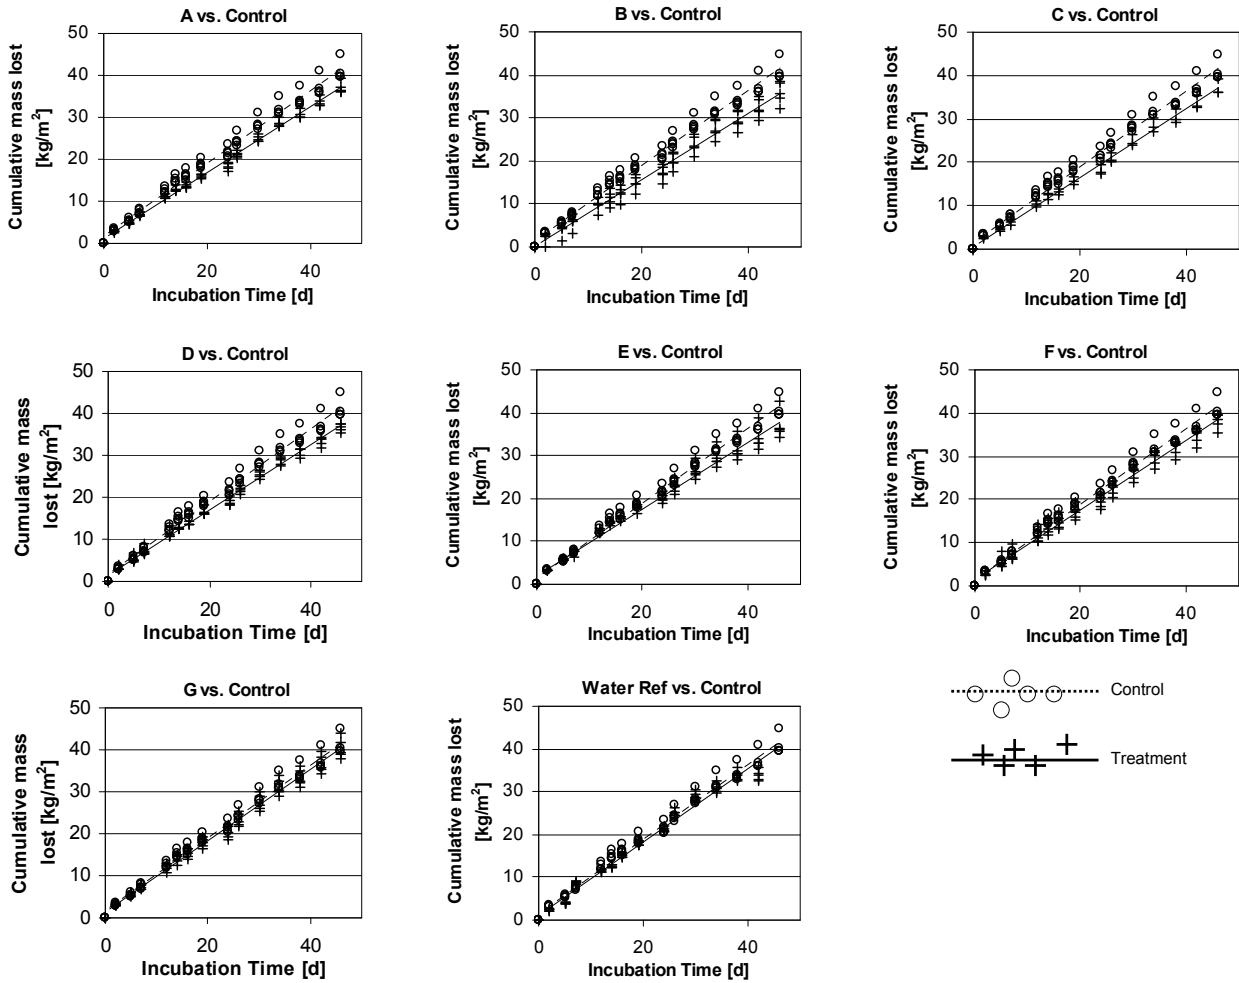 A vs. Control
50
40
30
20
10
0
0 20 40
Cumulative mass lost
[kg/m²]
Incubation Time [d]
B vs. Control
50
40
30
20
10
0
0 20 40
Cumulative mass lost
[kg/m²]
Incubation Time [d]
C vs. Control
50
40
30
20
10
0
0 20 40
Cumulative mass lost
[kg/m²]
Incubation Time [d]
D vs. Control
50
40
30
20
10
0
0 20 40
Cumulative mass
lost [kg/m²]
Incubation Time [d]
E vs. Control
50
40
30
20
10
0
0 20 40
Cumulative mass lost
[kg/m²]
Incubation Time [d]
F vs. Control
50
40
30
20
10
0
0 20 40
Cumulative mass lost
[kg/m²]
Incubation Time [d]
G vs. Control
50
40
30
20
10
0
0 20 40
Cumulative mass
lost [kg/m²]
Incubation Time [d]
Water Ref vs. Control
50
40
30
20
10
0
0 20 40
Cumulative mass lost
[kg/m²]
Incubation Time [d]
Control
Treatment